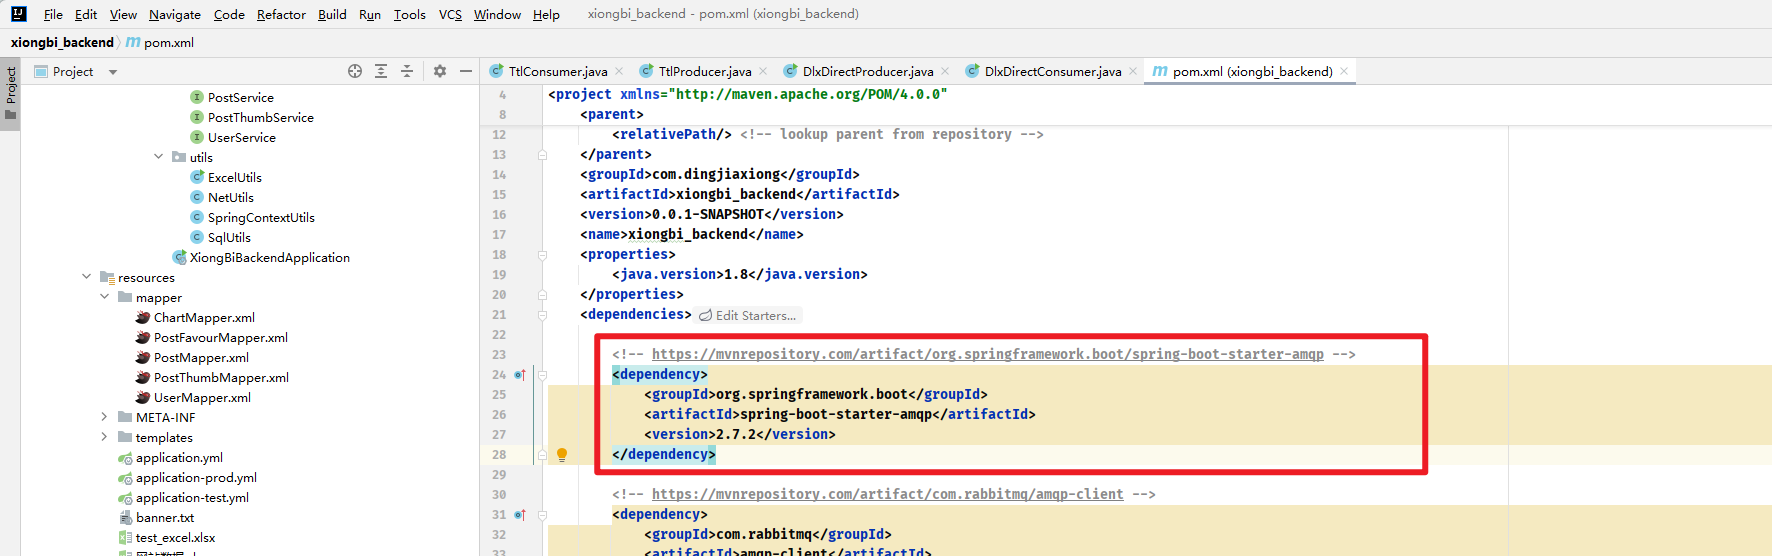 File Edit View Navigate Code Refactor Build Run Tools VCS Window Help xiongbi_backend - pom.xml (xiongbi_backend)
xiongbi_backend pom.xml
Project
Project
TtlConsumer.java TtlProducer.java DlxDirectProducer.java DlxDirectConsumer.java pom.xml (xiongbi_backend)
PostService
PostThumbService
UserService
utils
ExcelUtils
NetUtils
SpringContextUtils
SqlUtils
XiongBiBackendApplication
resources
mapper
ChartMapper.xml
PostFavourMapper.xml
PostMapper.xml
PostThumbMapper.xml
UserMapper.xml
META-INF
templates
application.yml
application-prod.yml
application-test.yml
banner.txt
test_excel.xlsx
4 <project xmlns="http://maven.apache.org/POM/4.0.0"
8 <parent>
12 <relativePath/> <!-- lookup parent from repository -->
13 </parent>
14 <groupId>com.dingjiaxiong</groupId>
15 <artifactId>xiongbi_backend</artifactId>
16 <version>0.0.1-SNAPSHOT</version>
17 <name>xiongbi_backend</name>
18 <properties>
19 <java.version>1.8</java.version>
20 </properties>
21 <dependencies> Edit Starters...
22
23 <!-- https://mvnrepository.com/artifact/org.springframework.boot/spring-boot-starter-amqp -->
24 <dependency>
25 <groupId>org.springframework.boot</groupId>
26 <artifactId>spring-boot-starter-amqp</artifactId>
27 <version>2.7.2</version>
28 </dependency>
29
30 <!-- https://mvnrepository.com/artifact/com.rabbitmq/amqp-client -->
31 <dependency>
32 <groupId>com.rabbitmq</groupId>
33 <artifactId>amqp-client</artifactId>